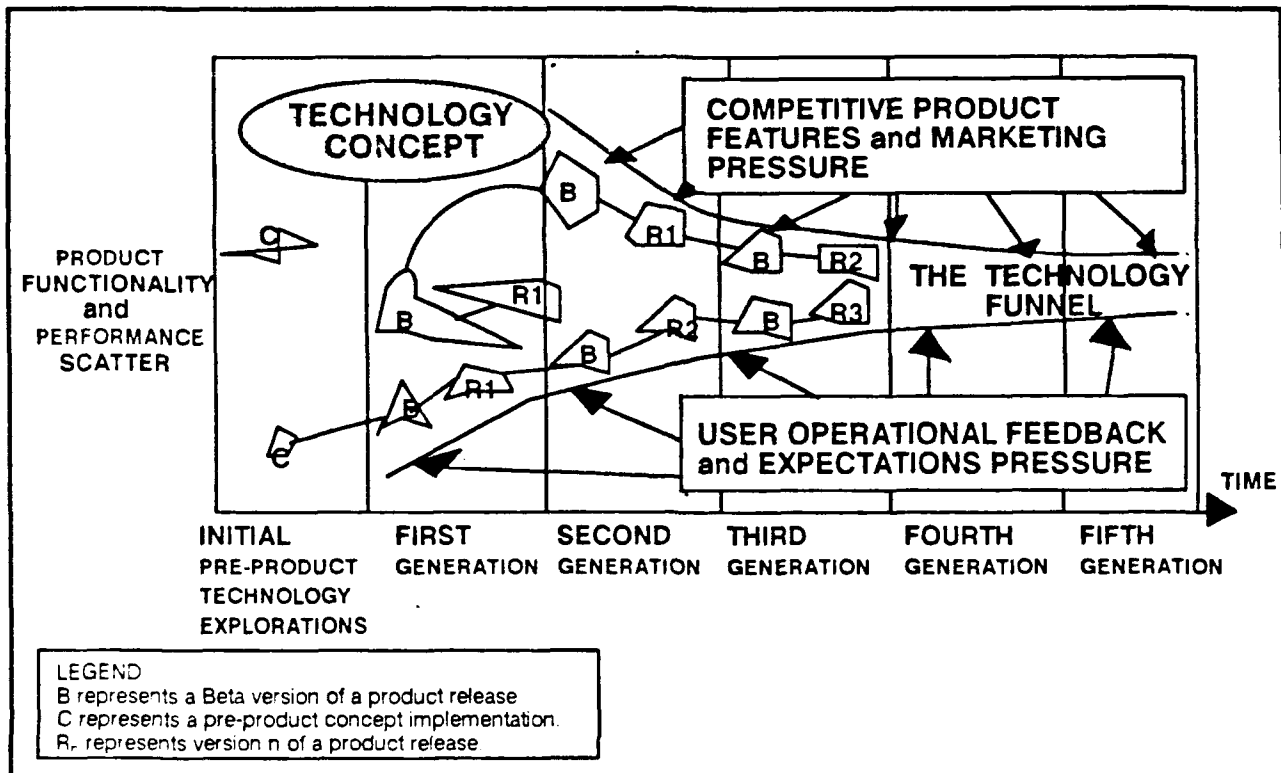 TECHNOLOGY
CONCEPT
COMPETITIVE PRODUCT
FEATURES and MARKETING
PRESSURE
PRODUCT
FUNCTIONALITY
and
PERFORMANCE
SCATTER
C
B
R1
B
R1
B
R2
THE TECHNOLOGY
FUNNEL
B
R1
B
R2
B
R3
C
USER OPERATIONAL FEEDBACK
and EXPECTATIONS PRESSURE
TIME
INITIAL
PRE-PRODUCT
TECHNOLOGY
EXPLORATIONS
FIRST
GENERATION
SECOND
GENERATION
THIRD
GENERATION
FOURTH
GENERATION
FIFTH
GENERATION
LEGEND
B represents a Beta version of a product release
C represents a pre-product concept implementation.
Rn represents version n of a product release